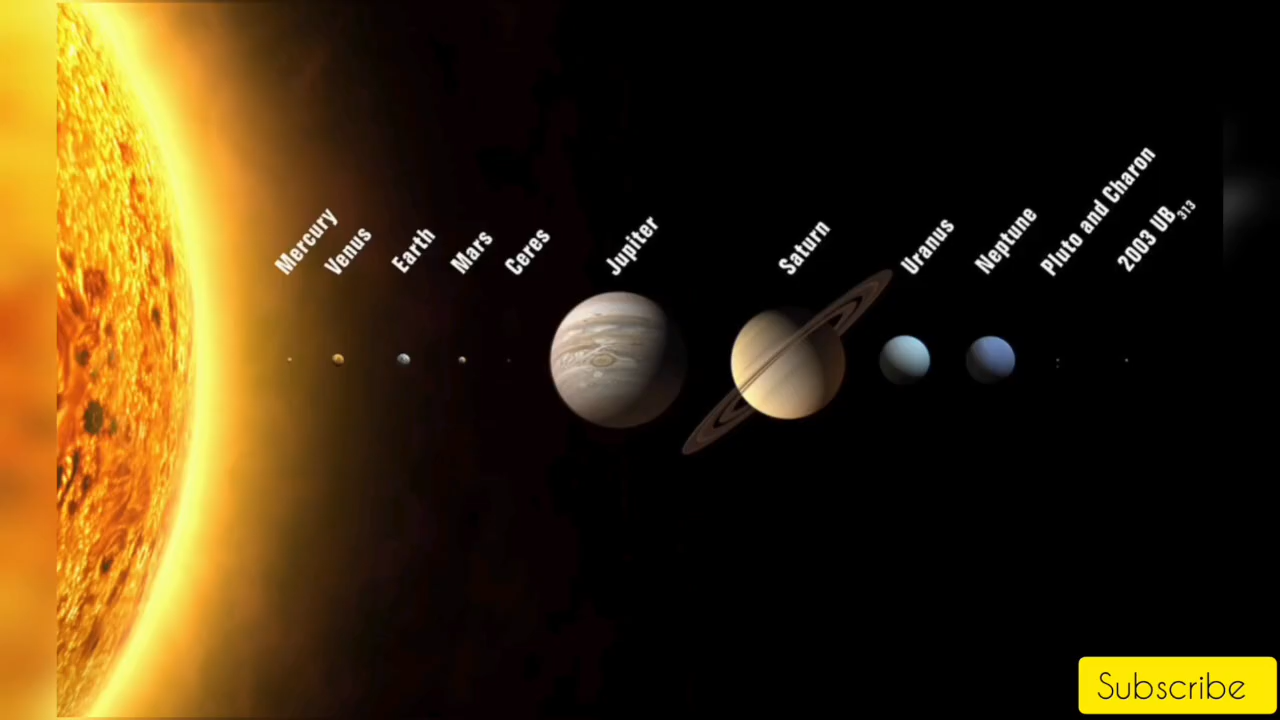 Mercury
Venus
Earth
Mars
Ceres
Jupiter
Saturn
Uranus
Neptune
Pluto and Charon
2003 UB313
Subscribe